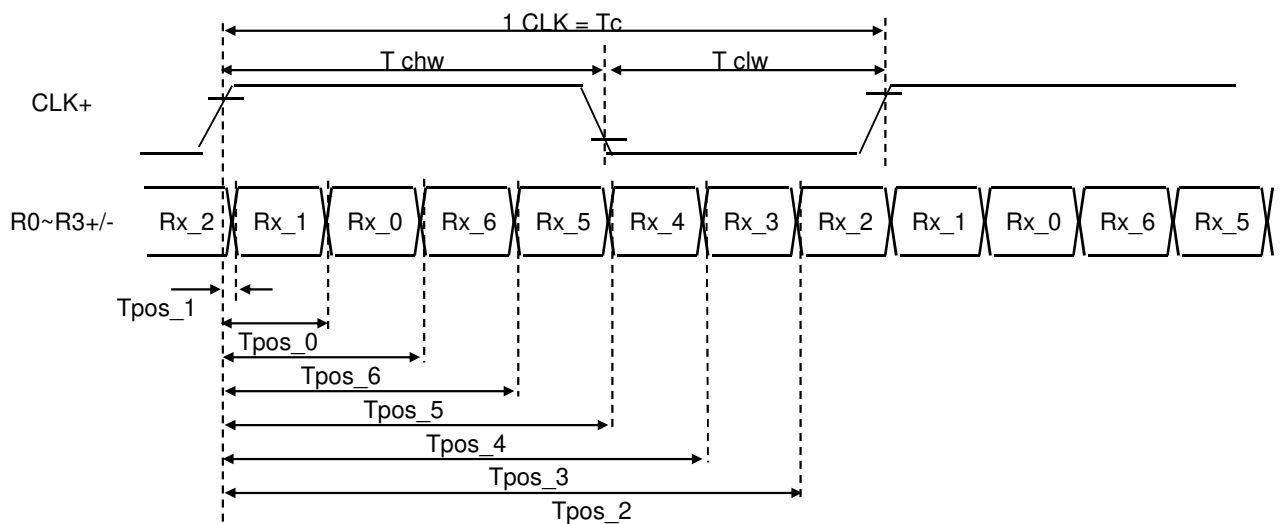 1 CLK = Tc
T chw T clw
CLK+
R0~R3+/- Rx_2 Rx_1 Rx_0 Rx_6 Rx_5 Rx_4 Rx_3 Rx_2 Rx_1 Rx_0 Rx_6 Rx_5
Tpos_1
Tpos_0
Tpos_6
Tpos_5
Tpos_4
Tpos_3
Tpos_2